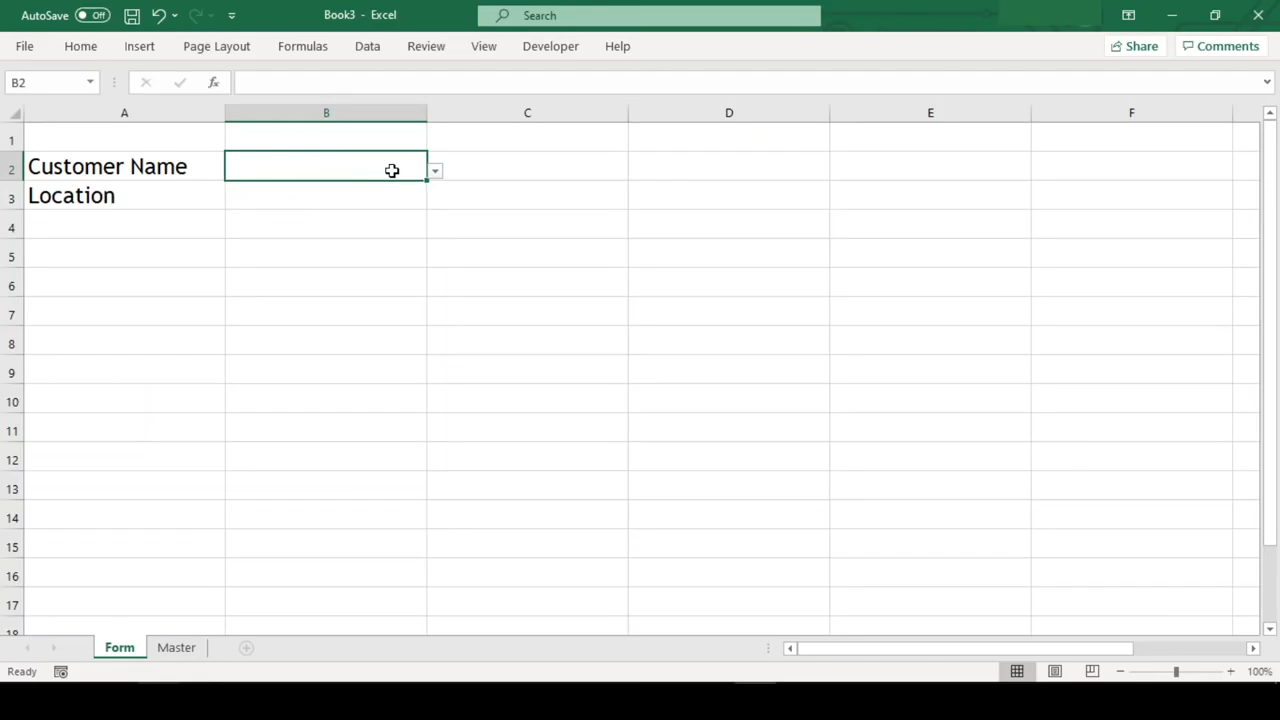 AutoSave Off Book3 - Excel Search
File Home Insert Page Layout Formulas Data Review View Developer Help Share Comments
B2 fx
A B C D E F
1
2 Customer Name
3 Location
4
5
6
7
8
9
10
11
12
13
14
15
16
17
18
Form Master
Ready 100%